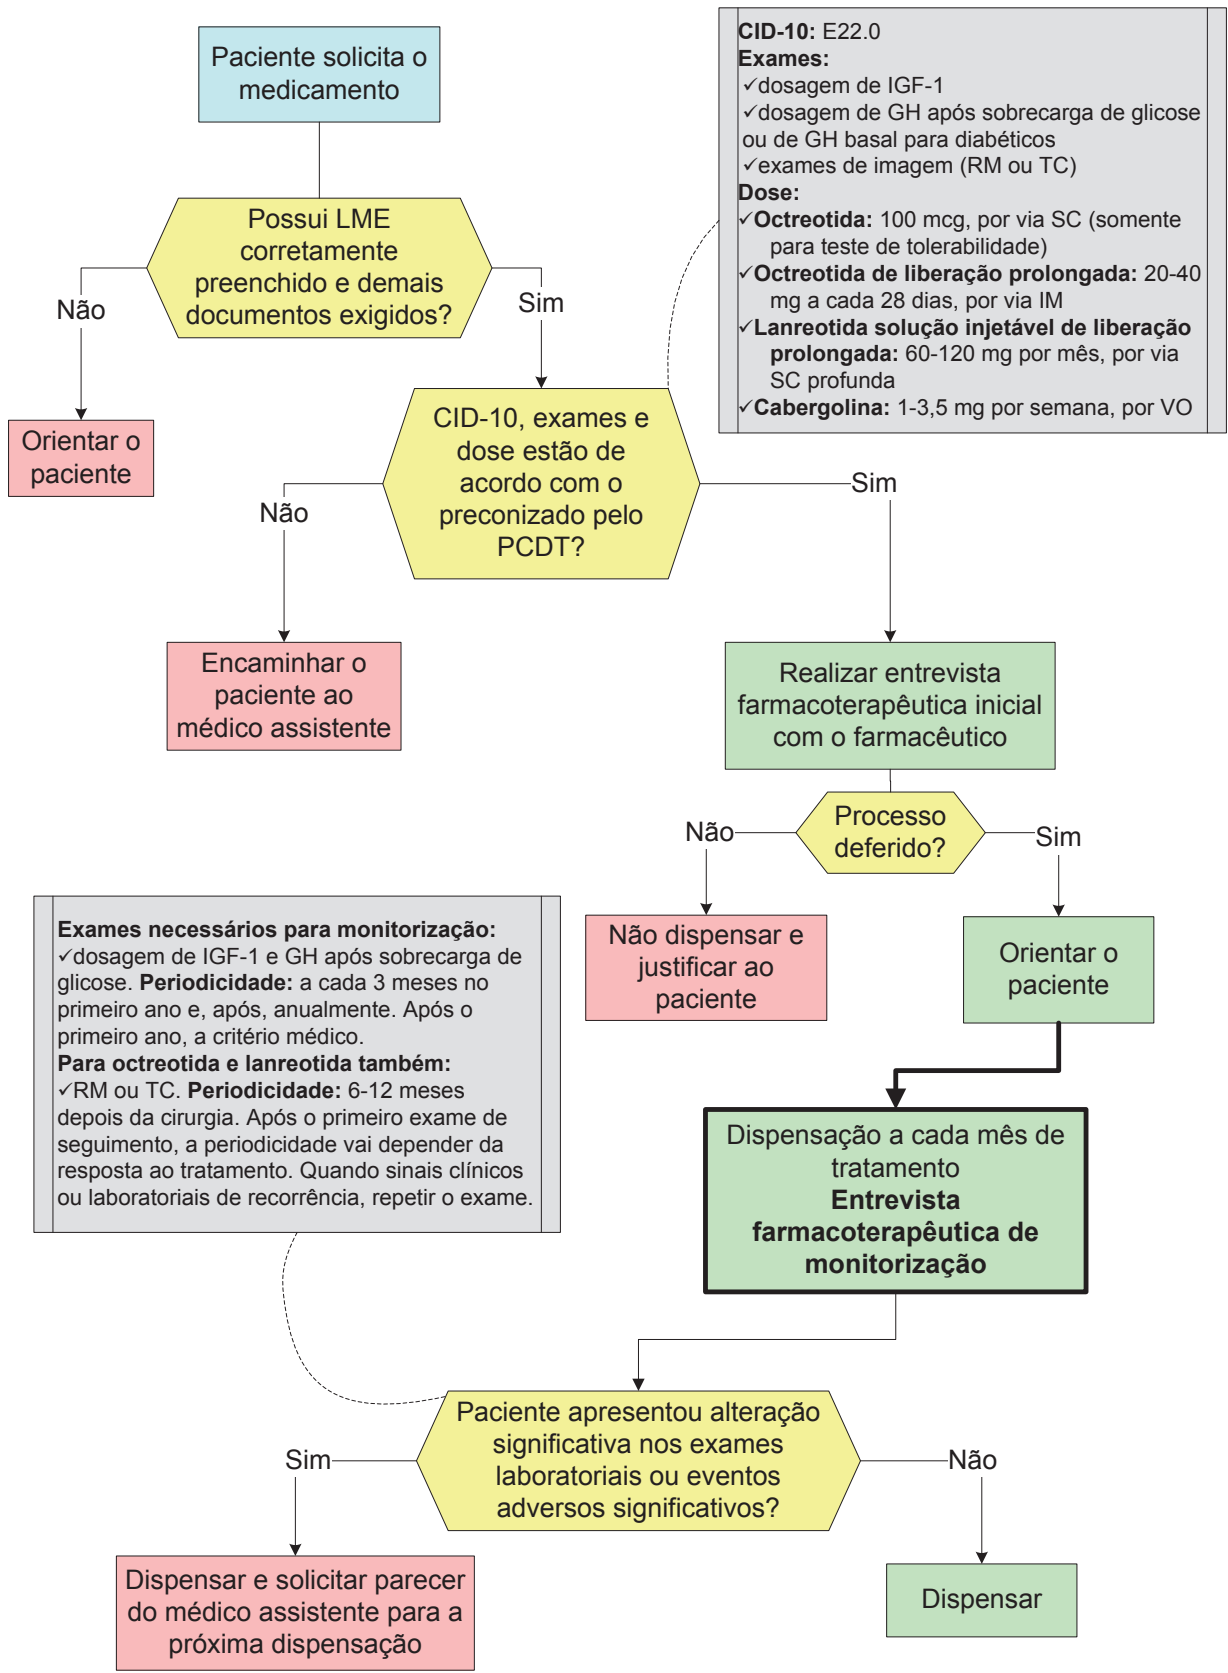 Paciente solicita o
medicamento
CID-10: E22.0
Exames:
✓dosagem de IGF-1
✓dosagem de GH após sobrecarga de glicose
ou de GH basal para diabéticos
✓exames de imagem (RM ou TC)
Dose:
✓Octreotida: 100 mcg, por via SC (somente
para teste de tolerabilidade)
✓Octreotida de liberação prolongada: 20-40
mg a cada 28 dias, por via IM
✓Lanreotida solução injetável de liberação
prolongada: 60-120 mg por mês, por via
SC profunda
✓Cabergolina: 1-3,5 mg por semana, por VO
Possui LME
corretamente
preenchido e demais
documentos exigidos?
Não
Sim
Orientar o
paciente
CID-10, exames e
dose estão de
acordo com o
preconizado pelo
PCDT?
Não
Sim
Encaminhar o
paciente ao
médico assistente
Realizar entrevista
farmacoterapêutica inicial
com o farmacêutico
Processo
deferido?
Não
Sim
Não dispensar e
justificar ao
paciente
Orientar o
paciente
Exames necessários para monitorização:
✓dosagem de IGF-1 e GH após sobrecarga de
glicose. Periodicidade: a cada 3 meses no
primeiro ano e, após, anualmente. Após o
primeiro ano, a critério médico.
Para octreotida e lanreotida também:
✓RM ou TC. Periodicidade: 6-12 meses
depois da cirurgia. Após o primeiro exame de
seguimento, a periodicidade vai depender da
resposta ao tratamento. Quando sinais clínicos
ou laboratoriais de recorrência, repetir o exame.
Dispensação a cada mês de
tratamento
Entrevista
farmacoterapêutica de
monitorização
Paciente apresentou alteração
significativa nos exames
laboratoriais ou eventos
adversos significativos?
Sim
Não
Dispensar e solicitar parecer
do médico assistente para a
próxima dispensação
Dispensar